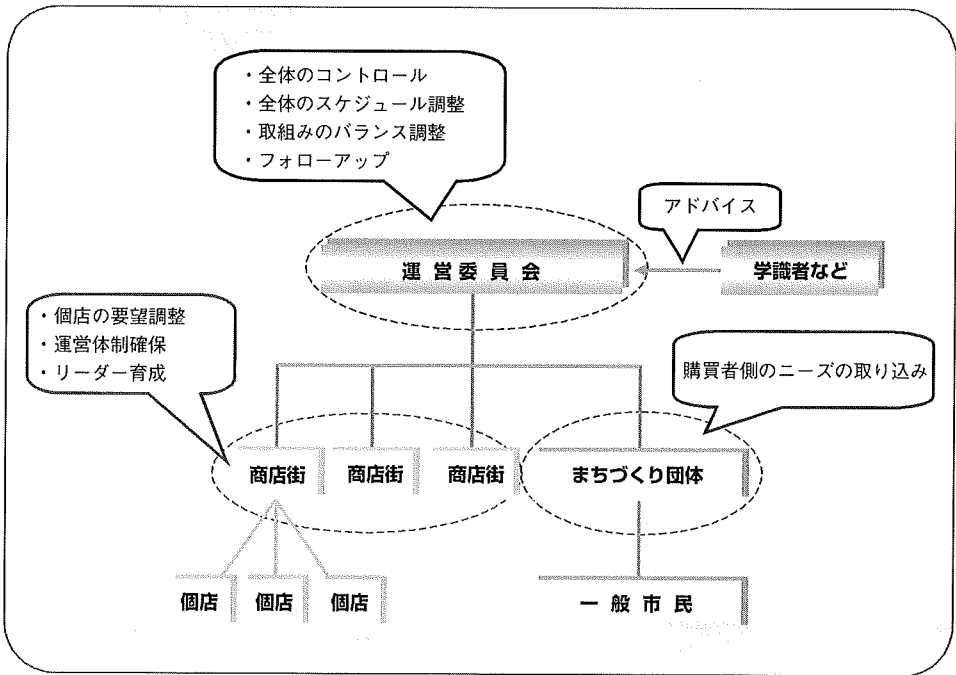 ・全体のコントロール
・全体のスケジュール調整
・取組みのバランス調整
・フォローアップ
アドバイス
運営委員会
学識者など
・個店の要望調整
・運営体制確保
・リーダー育成
購買者側のニーズの取り込み
商店街
商店街
商店街
まちづくり団体
個店
個店
個店
一般市民